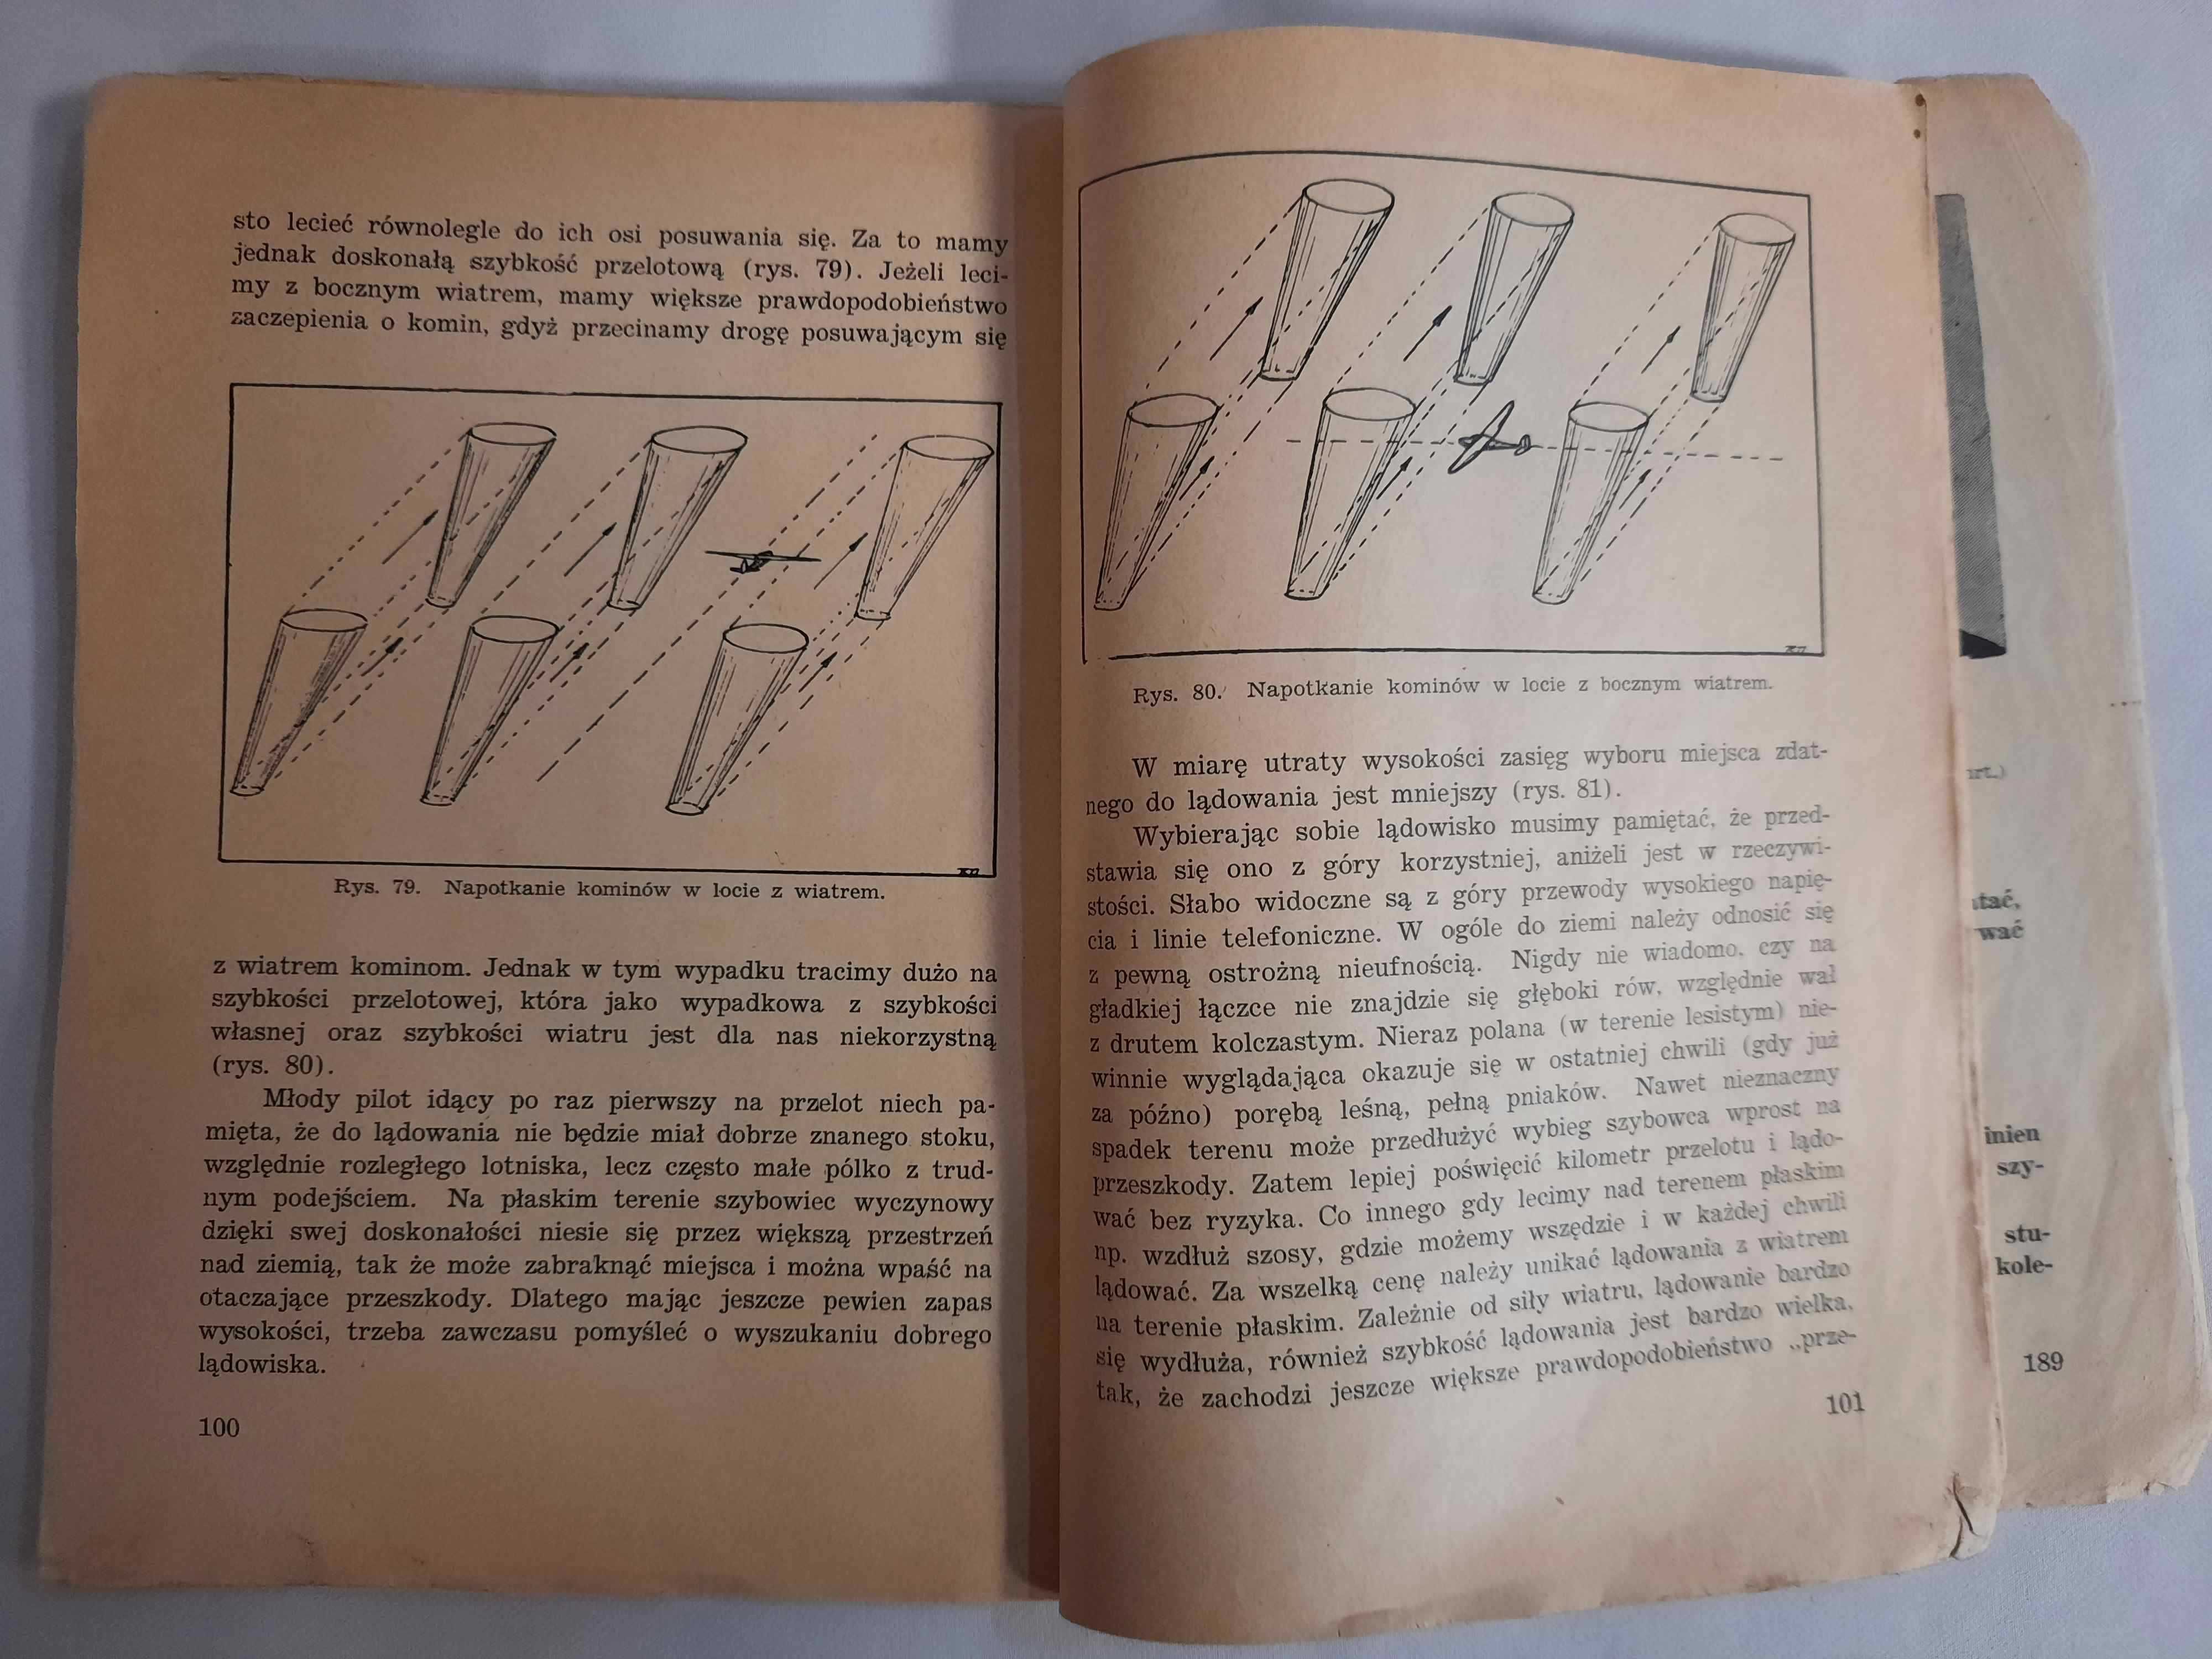 sto lecieć równolegle do ich osi posuwania się. Za to mamy
jednak doskonałą szybkość przelotową (rys. 79). Jeżeli leci-
my z bocznym wiatrem, mamy większe prawdopodobieństwo
zaczepienia o komin, gdyż przecinamy drogę posuwającym się
Rys. 79. Napotkanie kominów w locie z wiatrem.
z wiatrem kominom. Jednak w tym wypadku tracimy dużo na
szybkości przelotowej, która jako wypadkowa z szybkości
własnej oraz szybkości wiatru jest dla nas niekorzystną
(rys. 80).
Młody pilot idący po raz pierwszy na przelot niech pa-
mięta, że do lądowania nie będzie miał dobrze znanego stoku,
względnie rozległego lotniska, lecz często małe pólko z trud-
nym podejściem. Na płaskim terenie szybowiec wyczynowy
dzięki swej doskonałości niesie się przez większą przestrzeń
nad ziemią, tak że może zabraknąć miejsca i można wpaść na
otaczające przeszkody. Dlatego mając jeszcze pewien zapas
wysokości, trzeba zawczasu pomyśleć o wyszukaniu dobrego
lądowiska.
100
Rys. 80. Napotkanie kominów w locie z bocznym wiatrem.
W miarę utraty wysokości zasięg wyboru miejsca zdat-
nego do lądowania jest mniejszy (rys. 81).
Wybierając sobie lądowisko musimy pamiętać, że przed-
stawia się ono z góry korzystniej, aniżeli jest w rzeczywi-
stości. Słabo widoczne są z góry przewody wysokiego napię-
cia i linie telefoniczne. W ogóle do ziemi należy odnosić się
z pewną ostrożną nieufnością. Nigdy nie wiadomo, czy na
gładkiej łączce nie znajdzie się głęboki rów, względnie wał
z drutem kolczastym. Nieraz polana (w terenie lesistym) nie-
winnie wyglądająca okazuje się w ostatniej chwili (gdy już
za późno) porębą leśną, pełną pniaków. Nawet nieznaczny
spadek terenu może przedłużyć wybieg szybowca wprost na
przeszkody. Zatem lepiej poświęcić kilometr przelotu i lądo-
wać bez ryzyka. Co innego gdy lecimy nad terenem płaskim
np. wzdłuż szosy, gdzie możemy wszędzie i w każdej chwili
lądować. Za wszelką cenę należy unikać lądowania z wiatrem
na terenie płaskim. Zależnie od siły wiatru, lądowanie bardzo
się wydłuża, również szybkość lądowania jest bardzo wielka,
tak, że zachodzi jeszcze większe prawdopodobieństwo „prze-
101
wać
inien
szy-
stu-
kole-
189